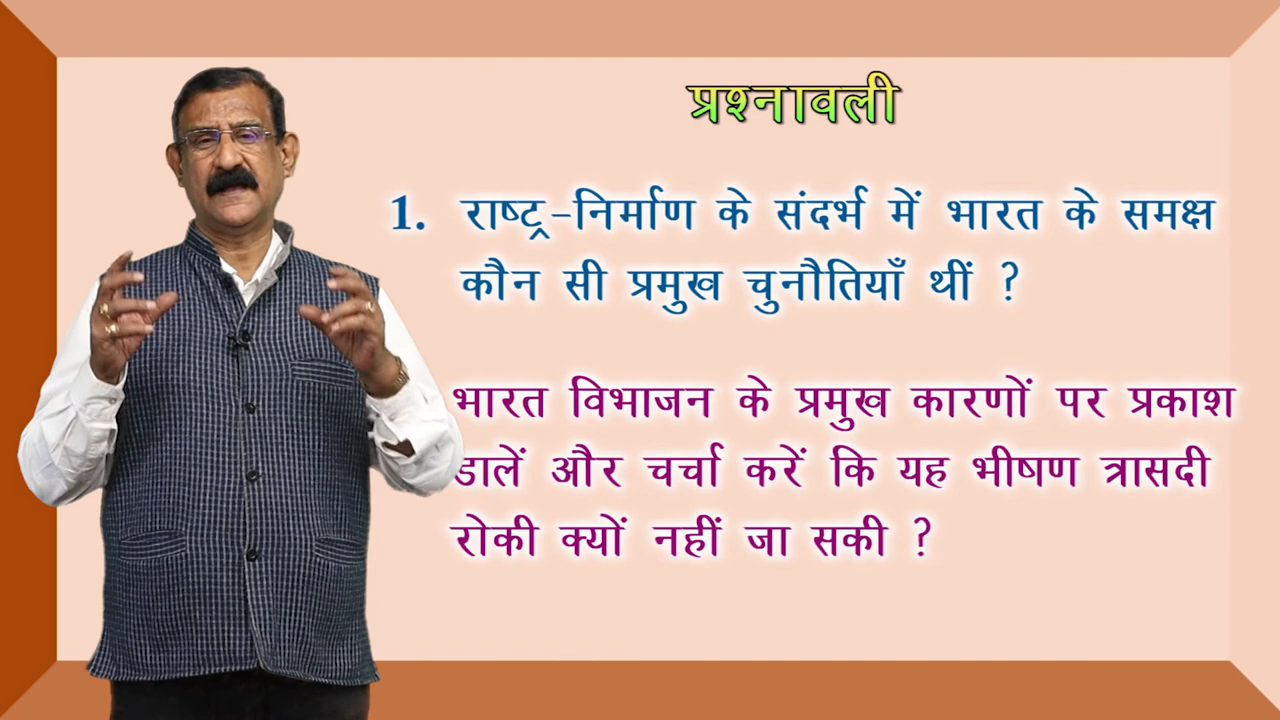 प्रश्नावली
1. राष्ट्र-निर्माण के संदर्भ में भारत के समक्ष
कौन सी प्रमुख चुनौतियाँ थीं ?
भारत विभाजन के प्रमुख कारणों पर प्रकाश
डालें और चर्चा करें कि यह भीषण त्रासदी
रोकी क्यों नहीं जा सकी ?